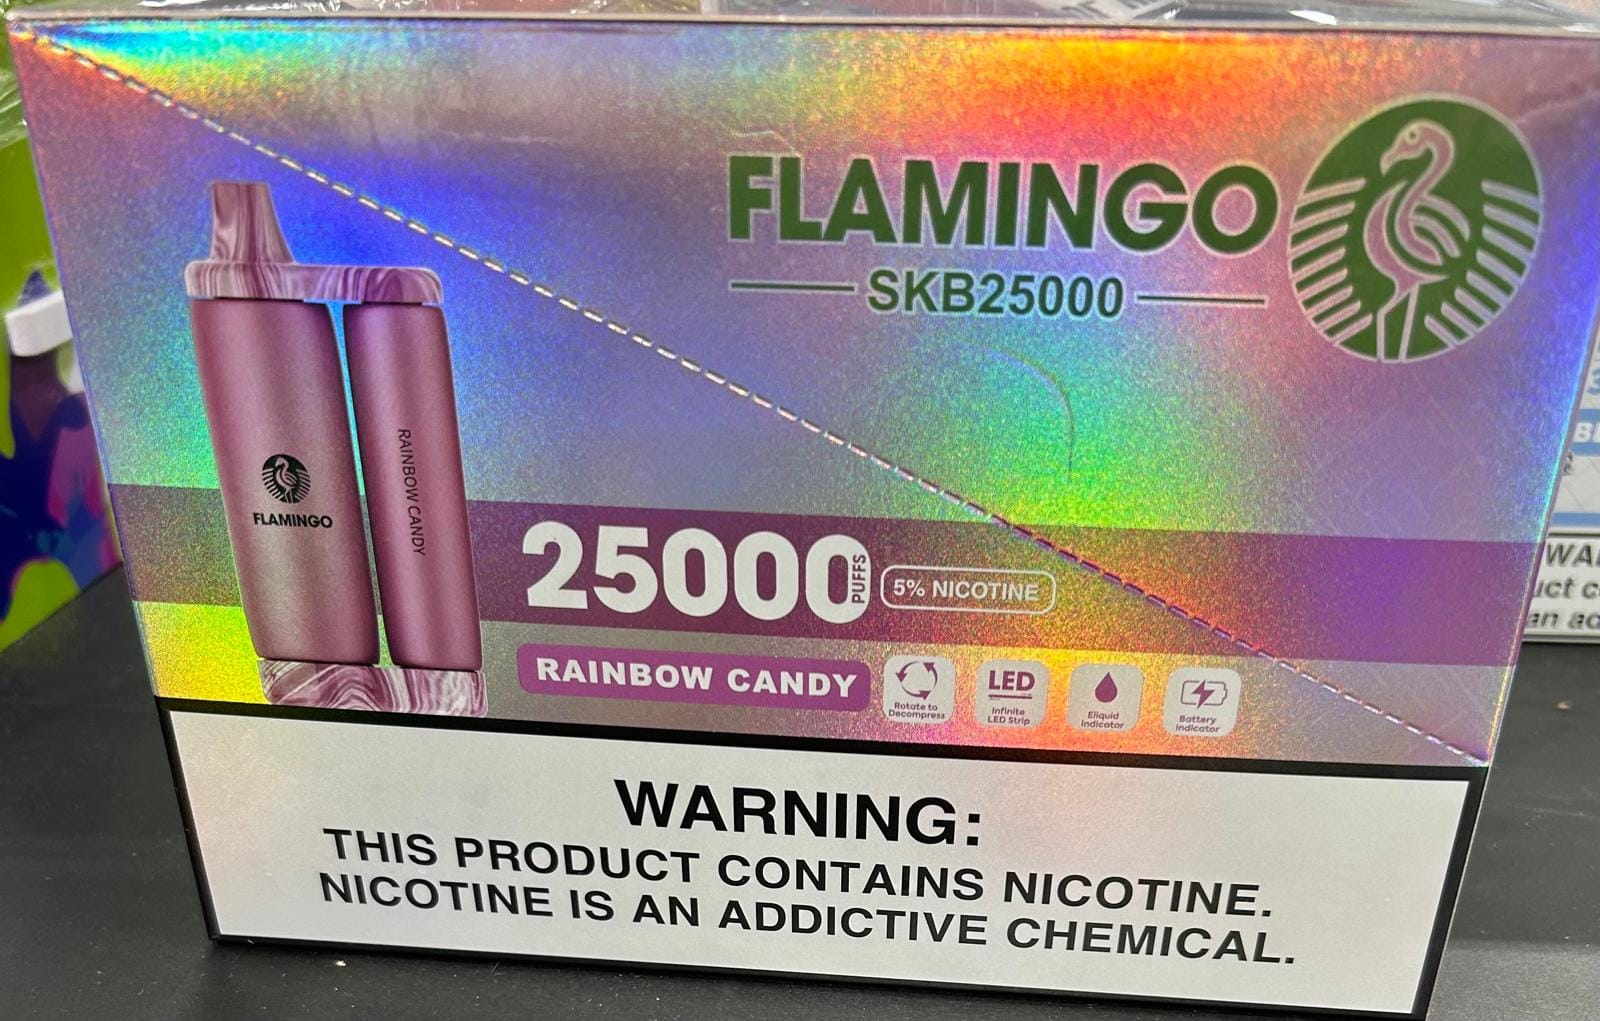 FLAMINGO
SKB25000
FLAMINGO
RAINBOW CANDY
25000
PUFFS
5% NICOTINE
RAINBOW CANDY
Rotate to
Decompress
LED
Infinite
LED Strip
Eliquid
Indicator
Battery
Indicator
WARNING:
THIS PRODUCT CONTAINS NICOTINE.
NICOTINE IS AN ADDICTIVE CHEMICAL.